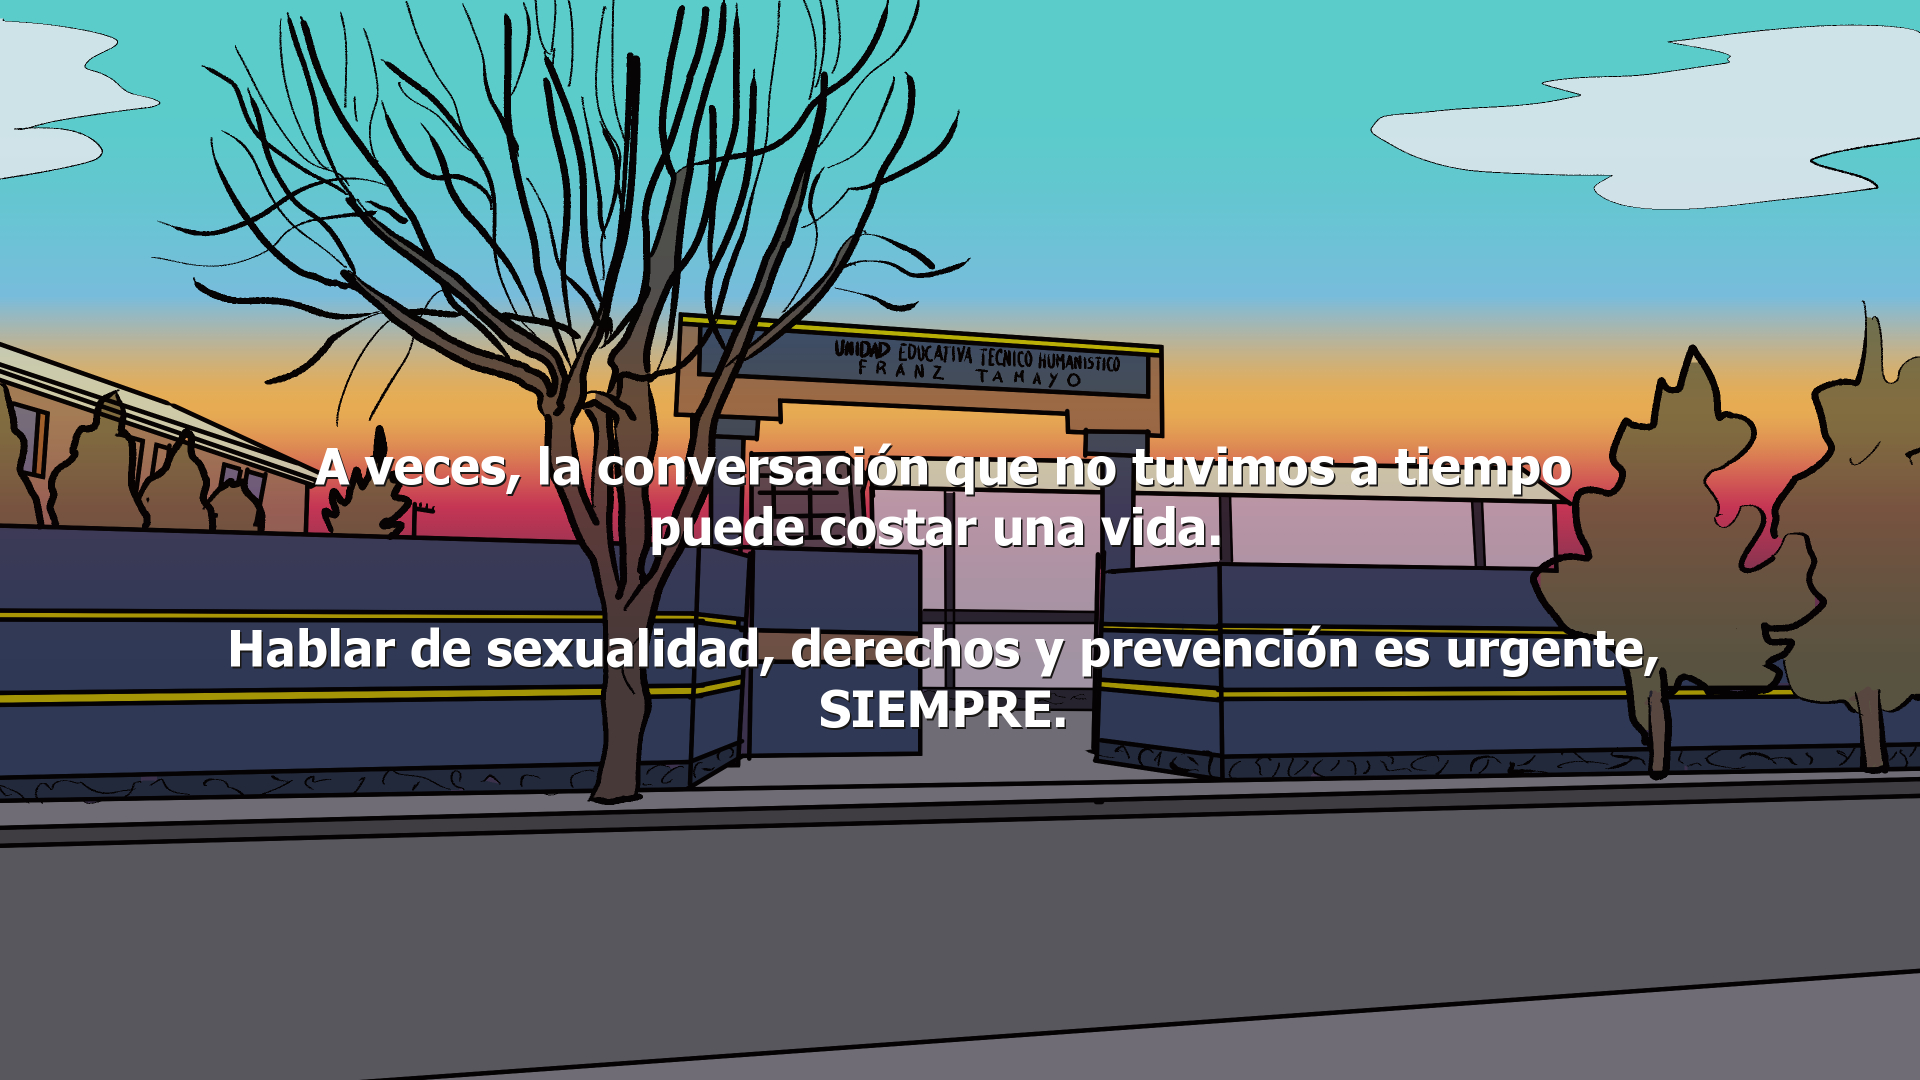 UNIDAD EDUCATIVA TECNICO HUMANISTICO
FRANZ TAMAYO
A veces, la conversación que no tuvimos a tiempo
puede costar una vida.
Hablar de sexualidad, derechos y prevención es urgente,
SIEMPRE.